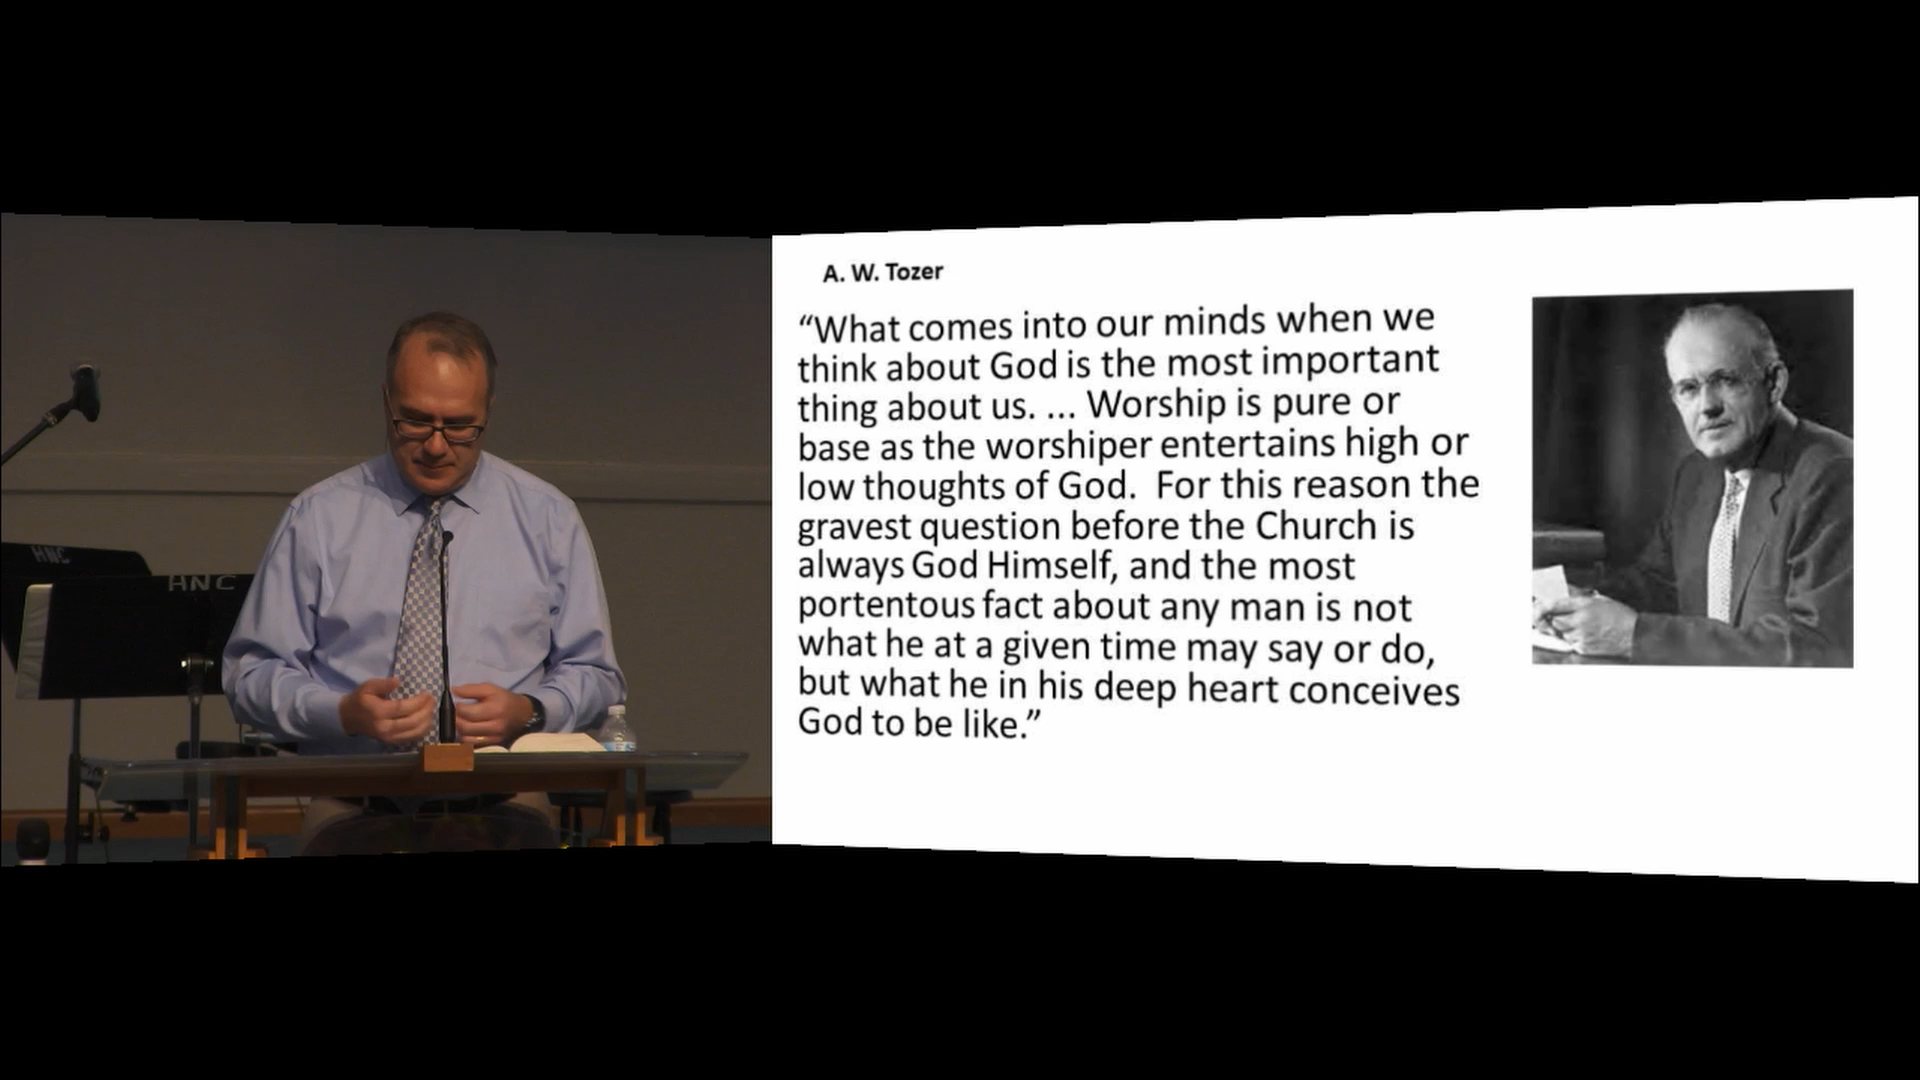 HNC
HNC
A. W. Tozer
“What comes into our minds when we
think about God is the most important
thing about us. ... Worship is pure or
base as the worshiper entertains high or
low thoughts of God.  For this reason the
gravest question before the Church is
always God Himself, and the most
portentous fact about any man is not
what he at a given time may say or do,
but what he in his deep heart conceives
God to be like.”